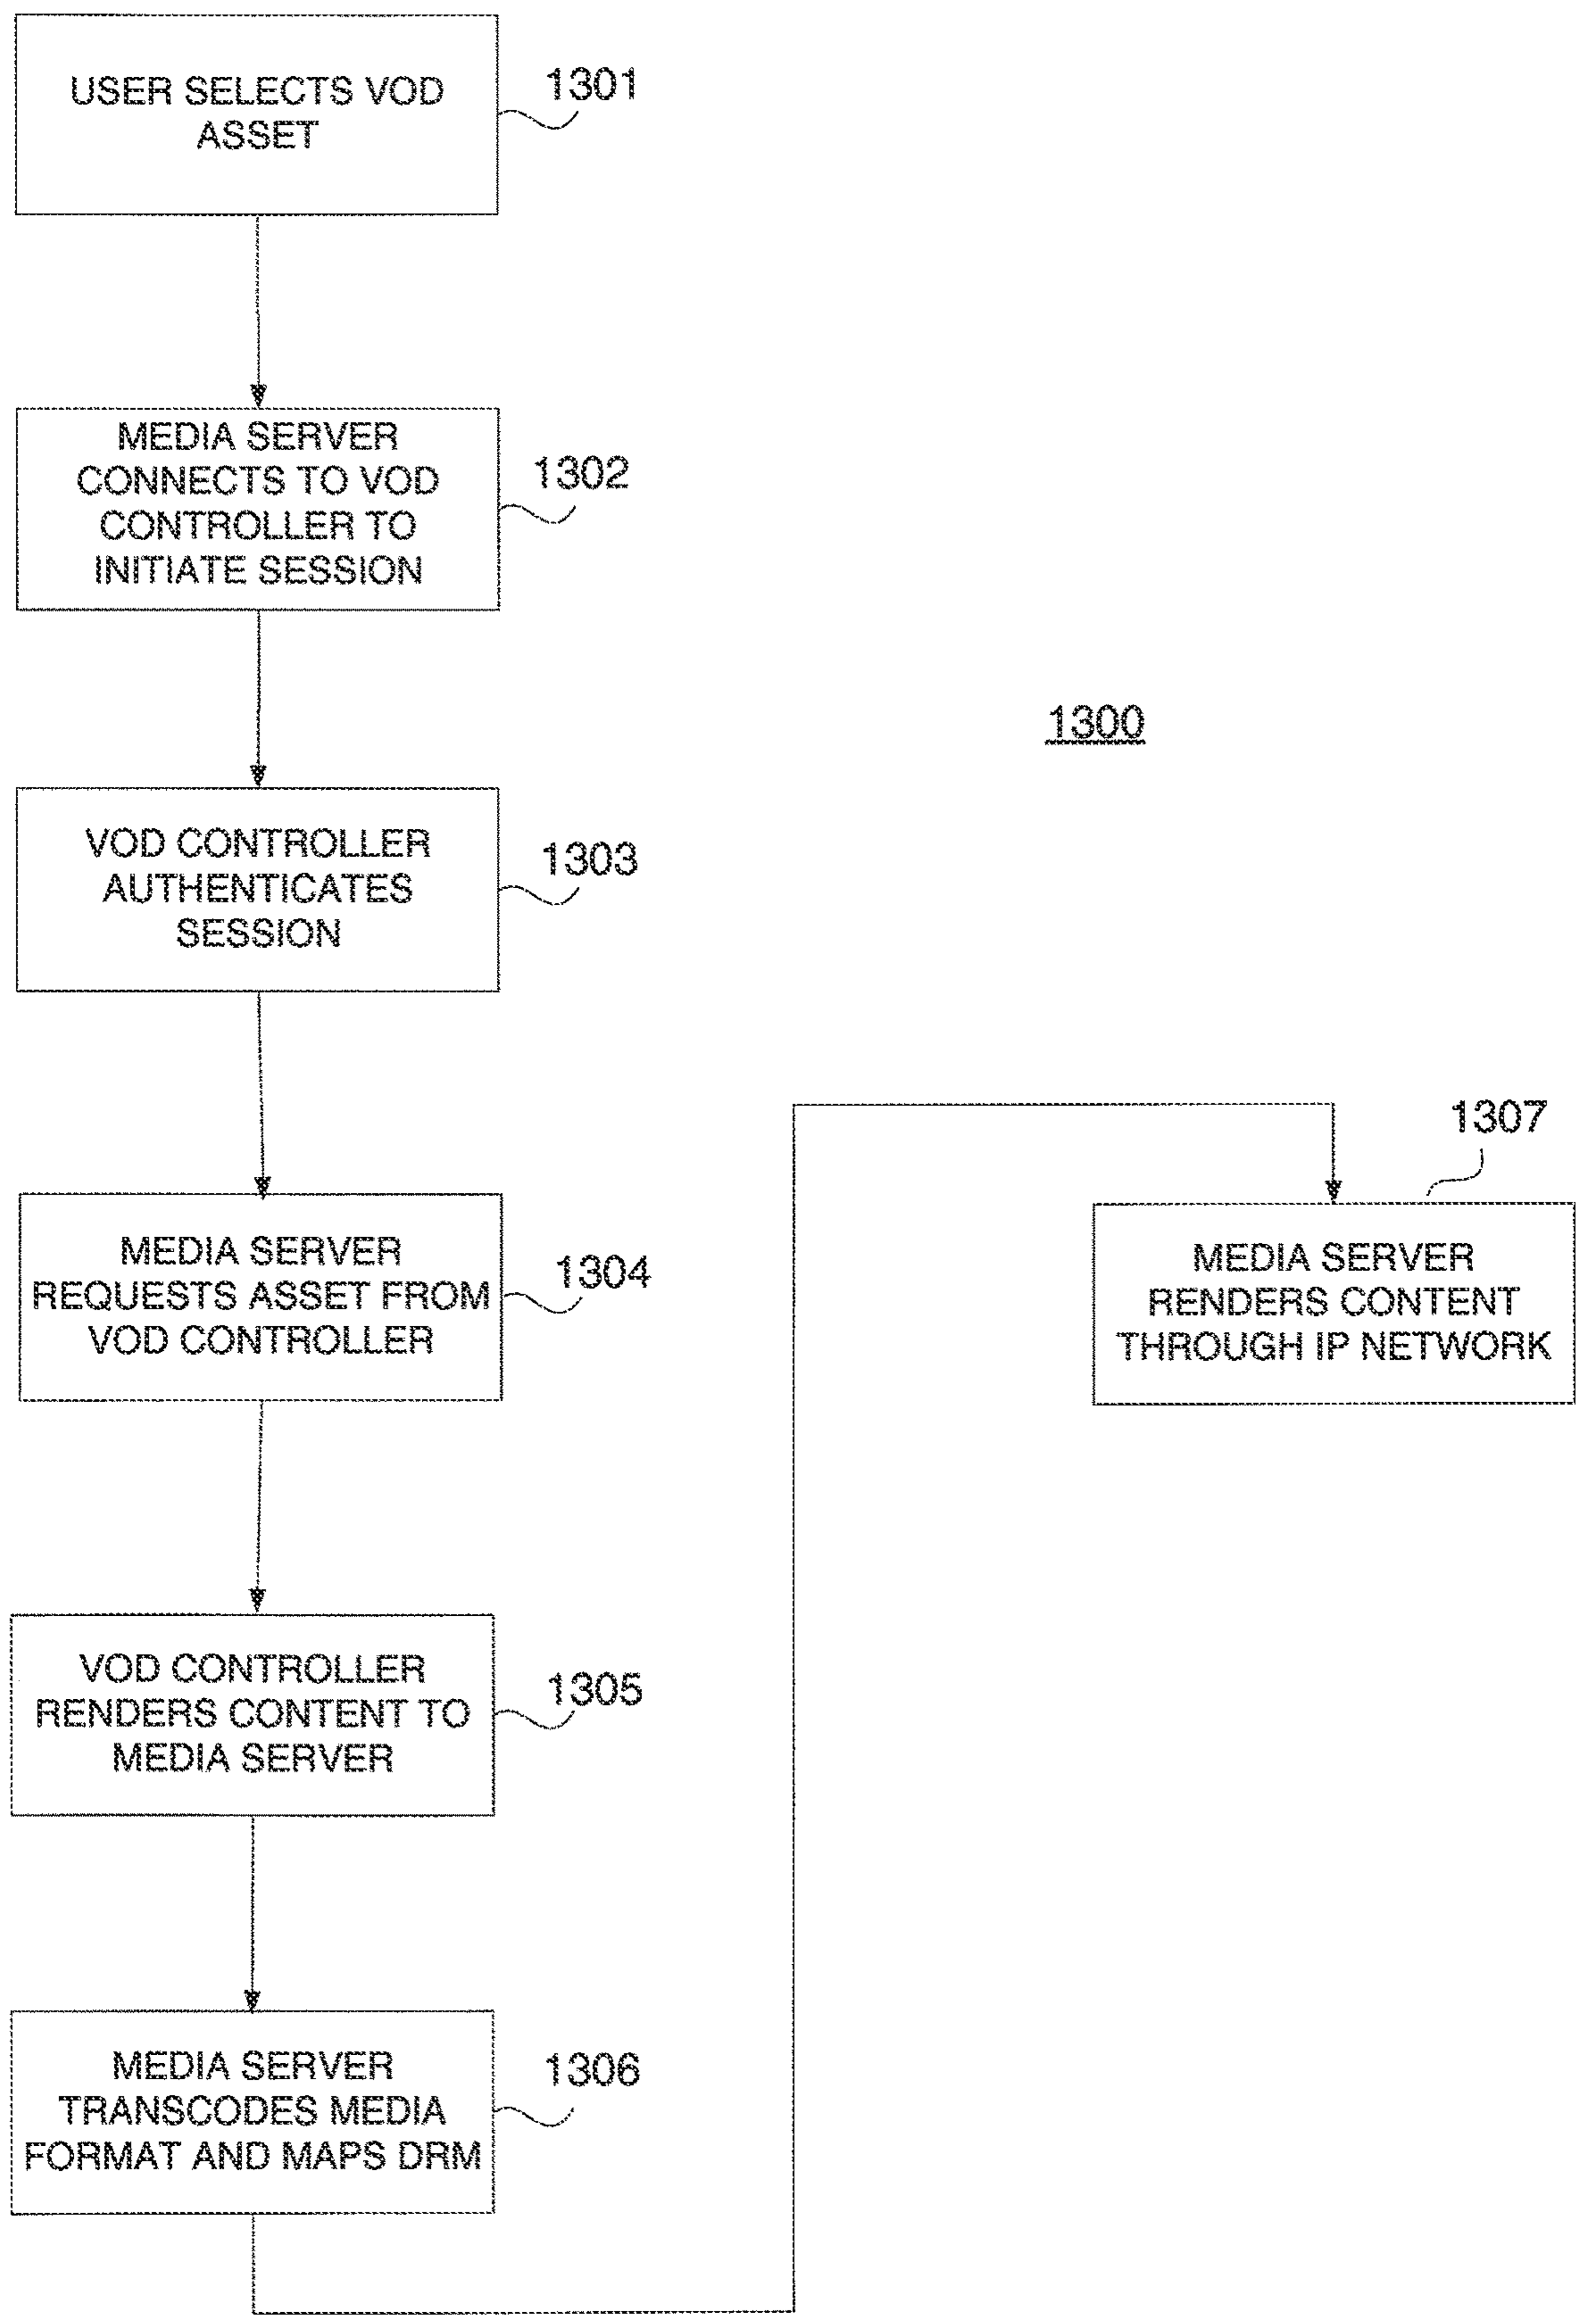 USER SELECTS VOD
ASSET
1301
MEDIA SERVER
CONNECTS TO VOD
CONTROLLER TO
INITIATE SESSION
1302
1300
VOD CONTROLLER
AUTHENTICATES
SESSION
1303
MEDIA SERVER
REQUESTS ASSET FROM
VOD CONTROLLER
1304
VOD CONTROLLER
RENDERS CONTENT TO
MEDIA SERVER
1305
MEDIA SERVER
TRANSCODES MEDIA
FORMAT AND MAPS DRM
1306
1307
MEDIA SERVER
RENDERS CONTENT
THROUGH IP NETWORK